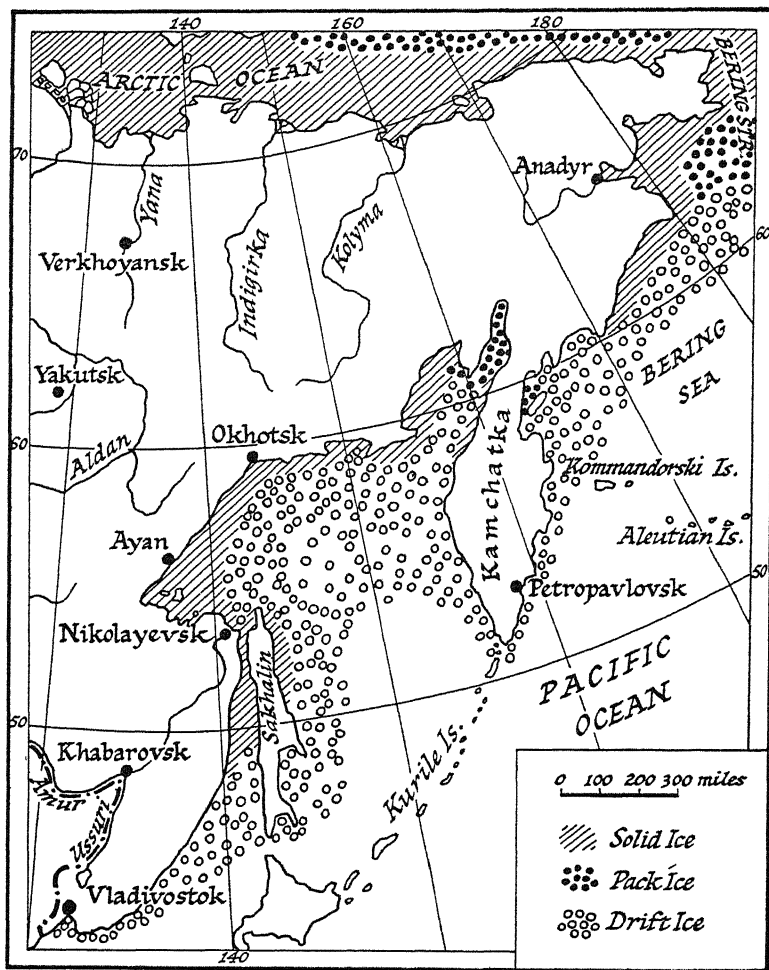 140
160
180
ARCTIC OCEAN
BERING STR.
70
Anadyr
Yana
Indigirka
Kolyma
Verkhoyansk
60
BERING SEA
Yakutsk
Aldan
60
Okhotsk
Kamchatka
Kommandorski Is.
Aleutian Is.
Ayan
Petropavlovsk
50
Nikolayevsk
Sakhalin
PACIFIC OCEAN
50
Khabarovsk
Amur
Ussuri
Kurile Is.
Vladivostok
140
0 100 200 300 miles
Solid Ice
Pack Ice
Drift Ice